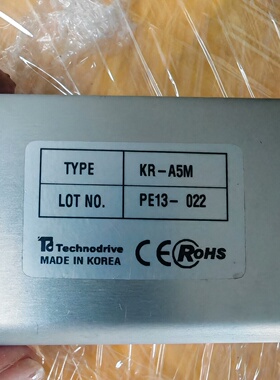 TYPE KR-A5M
LOT NO. PE13- 022
Technodrive
MADE IN KOREA
CE RoHS